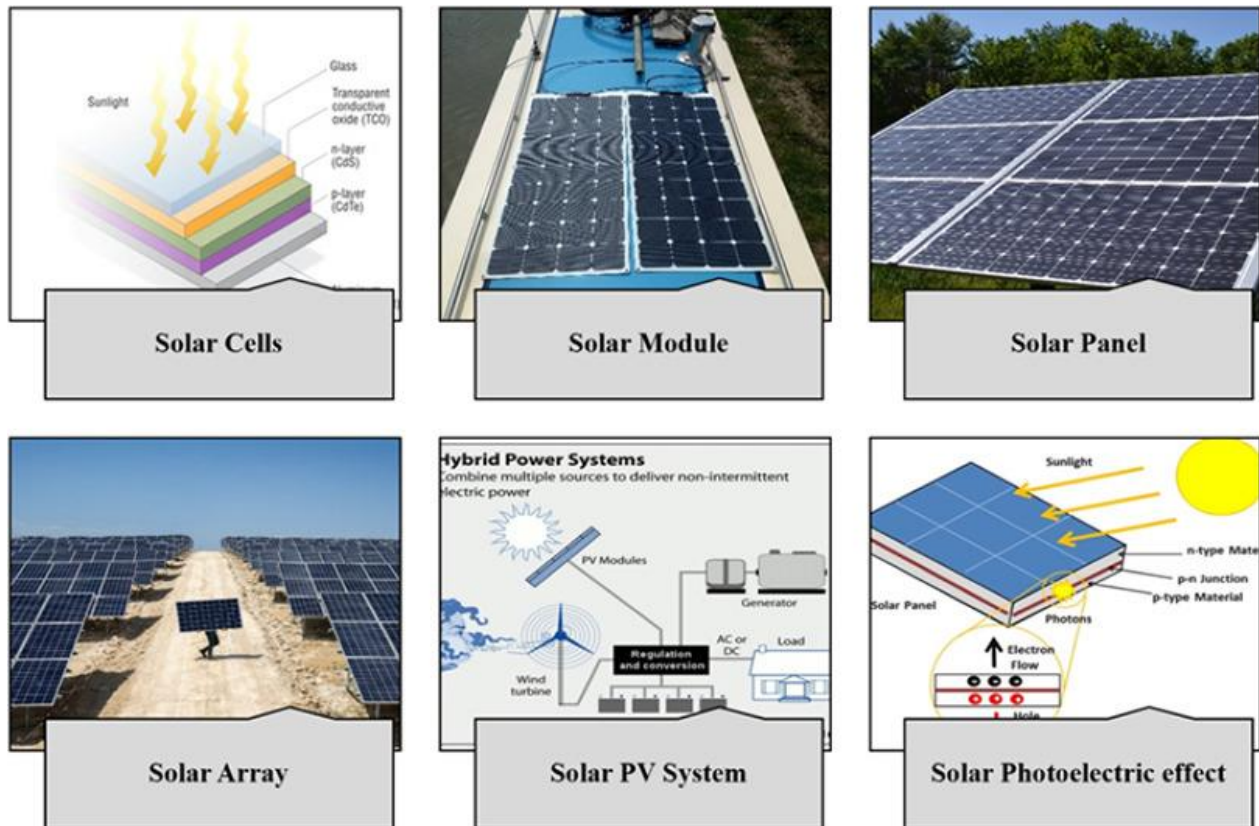 Sunlight
Glass
Transparent
conductive
oxide (TCO)
n-layer
(CdS)
p-layer
(CdTe)
Solar Cells
Solar Module
Solar Panel
Solar Array
Hybrid Power Systems
Combine multiple sources to deliver non-intermittent
electric power
PV Modules
Generator
AC or
DC
Load
Regulation
and conversion
Wind
turbine
Solar PV System
Sunlight
n-type Mate
p-n Junction
p-type Material
Solar Panel
Photons
Electron
Flow
Hole
Solar Photoelectric effect